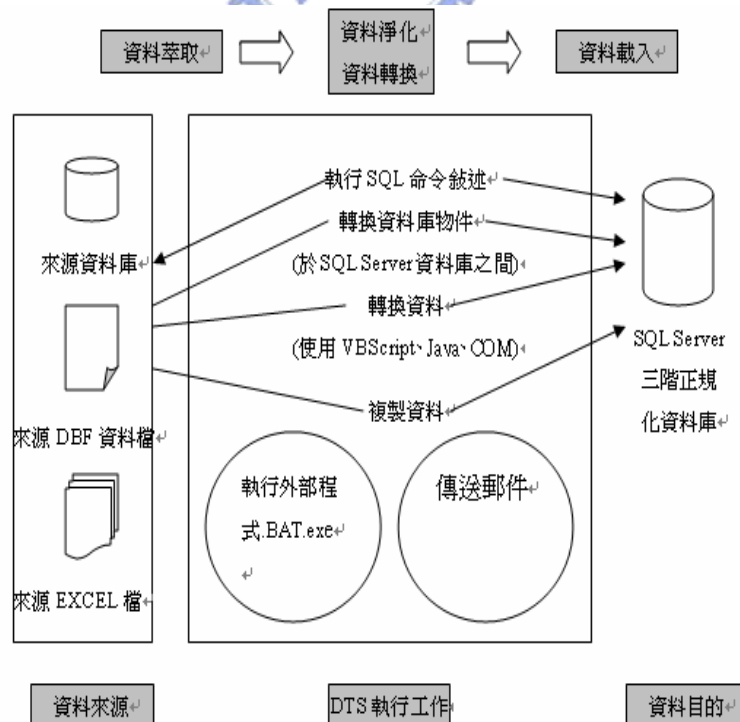 資料萃取
資料淨化
資料轉換
資料載入
來源資料庫
來源 DBF 資料檔
來源 EXCEL 檔
執行 SQL 命令敍述
轉換資料庫物件
(於 SQL Server 資料庫之間)
轉換資料
(使用 VBScript、Java、COM)
複製資料
執行外部程
式.BAT.exe
傳送郵件
SQL Server
三階正規
化資料庫
資料來源
DTS 執行工作
資料目的